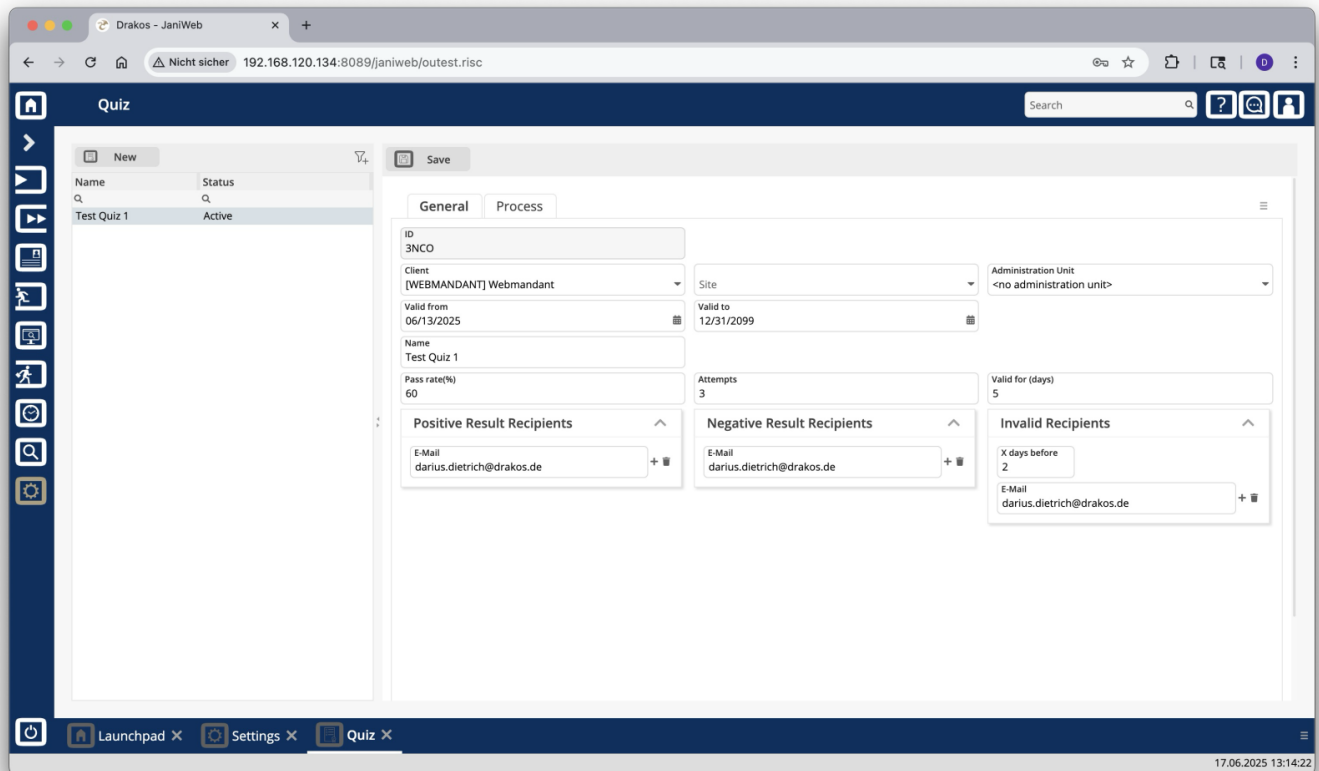 Drakos - JaniWeb
Nicht sicher 192.168.120.134:8089/janiweb/outest.risc
D
Quiz
Search
New
Save
Name Status
Test Quiz 1 Active
General Process
ID
3NCO
Client
[WEBMANDANT] Webmandant
Site
Administration Unit
<no administration unit>
Valid from
06/13/2025
Valid to
12/31/2099
Name
Test Quiz 1
Pass rate(%)
60
Attempts
3
Valid for (days)
5
Positive Result Recipients
E-Mail
darius.dietrich@drakos.de
Negative Result Recipients
E-Mail
darius.dietrich@drakos.de
Invalid Recipients
X days before
2
E-Mail
darius.dietrich@drakos.de
Launchpad Settings Quiz
17.06.2025 13:14:22